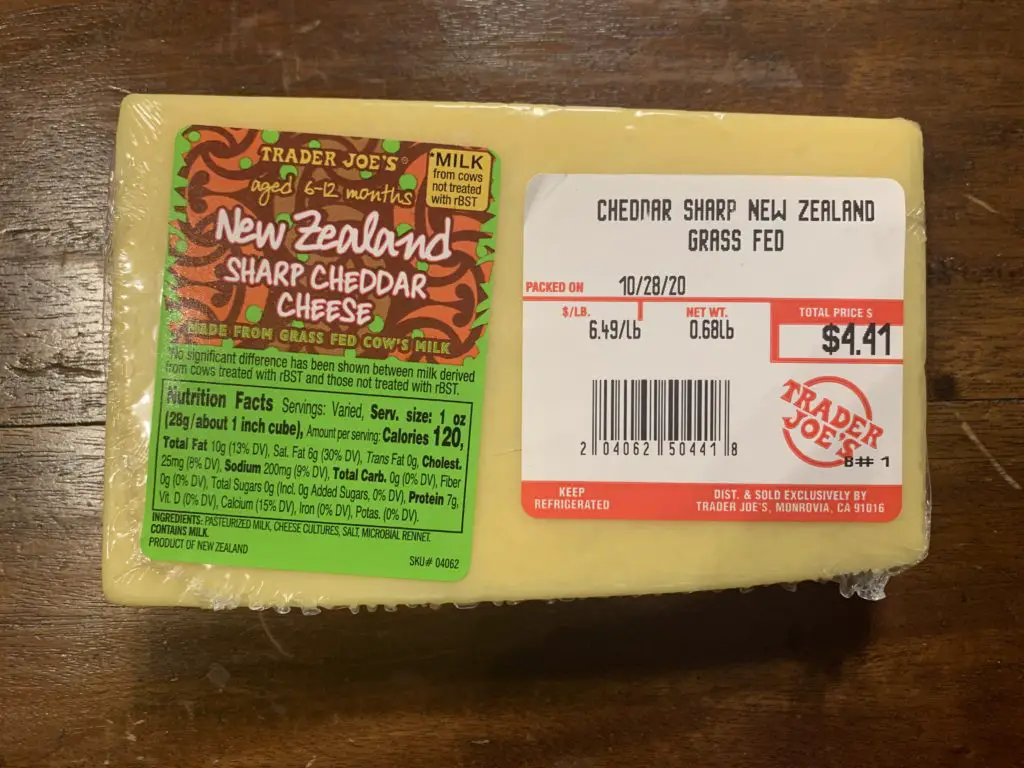 TRADER JOE'S®
aged 6-12 months
*MILK
from cows
not treated
with rBST
New Zealand
SHARP CHEDDAR
CHEESE
MADE FROM GRASS FED COW'S MILK
*No significant difference has been shown between milk derived
from cows treated with rBST and those not treated with rBST.
Nutrition Facts Servings: Varied, Serv. size: 1 oz
(28g/about 1 inch cube), Amount per serving: Calories 120,
Total Fat 10g (13% DV), Sat. Fat 6g (30% DV), Trans Fat 0g, Cholest.
25mg (8% DV), Sodium 200mg (9% DV), Total Carb. 0g (0% DV), Fiber
0g (0% DV), Total Sugars 0g (Incl. 0g Added Sugars, 0% DV), Protein 7g,
Vit. D (0% DV), Calcium (15% DV), Iron (0% DV), Potas. (0% DV).
INGREDIENTS: PASTEURIZED MILK, CHEESE CULTURES, SALT, MICROBIAL RENNET.
CONTAINS MILK.
PRODUCT OF NEW ZEALAND
SKU# 04062
CHEDDAR SHARP NEW ZEALAND
GRASS FED
PACKED ON 10/28/20
$/LB. NET WT. TOTAL PRICE $
6.49/Lb 0.68Lb $4.41
2 04062 50441 8
TRADER
JOE'S
B# 1
KEEP
REFRIGERATED
DIST. & SOLD EXCLUSIVELY BY
TRADER JOE'S, MONROVIA, CA 91016